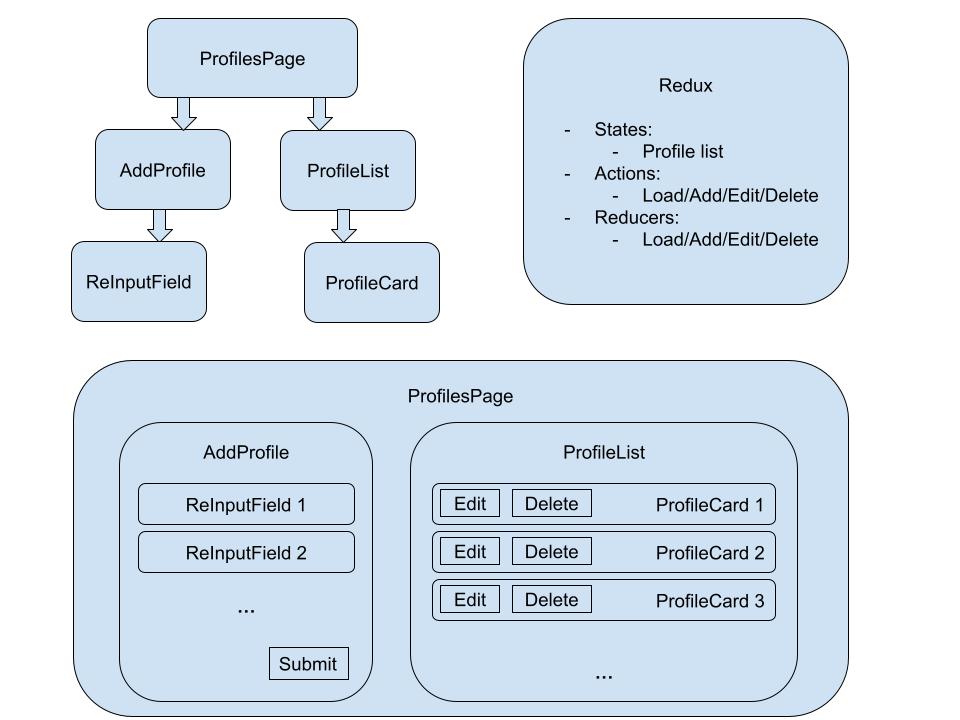 ProfilesPage
AddProfile
ProfileList
ReInputField
ProfileCard
Redux
- States:
- Profile list
- Actions:
- Load/Add/Edit/Delete
- Reducers:
- Load/Add/Edit/Delete
ProfilesPage
AddProfile
ReInputField 1
ReInputField 2
...
Submit
ProfileList
Edit Delete ProfileCard 1
Edit Delete ProfileCard 2
Edit Delete ProfileCard 3
...